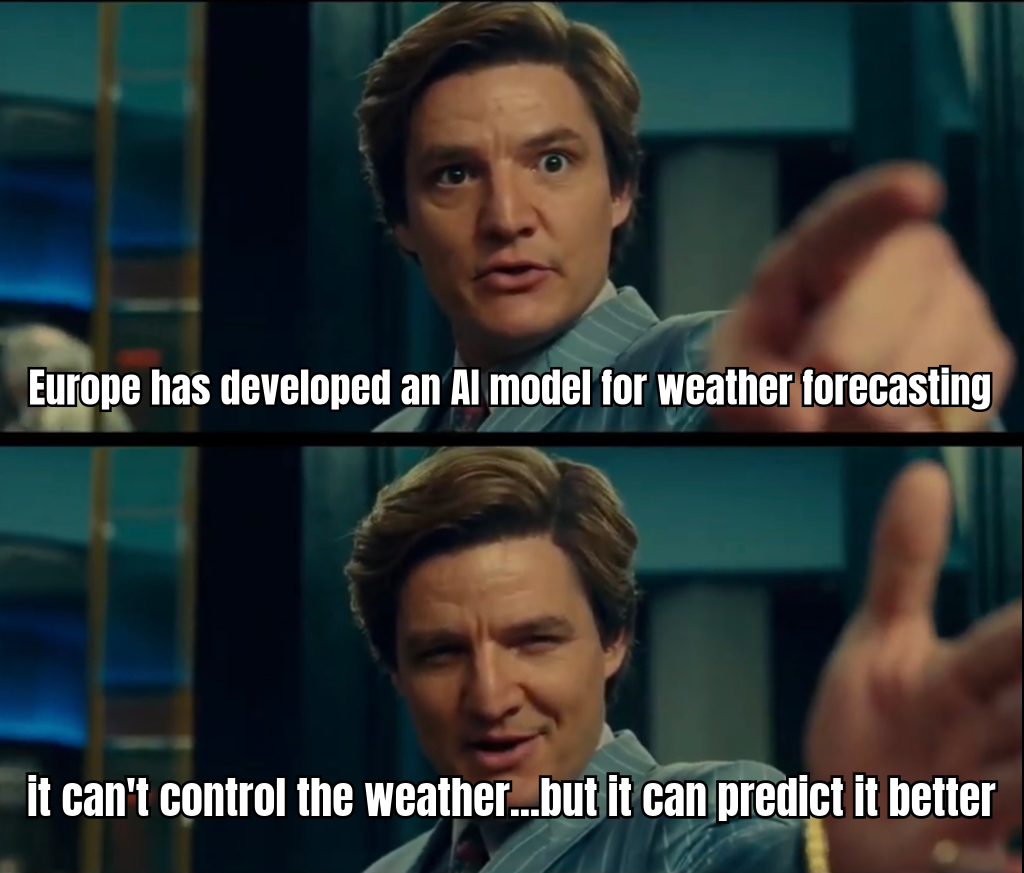 Europe has developed an AI model for weather forecasting
it can't control the weather...but it can predict it better